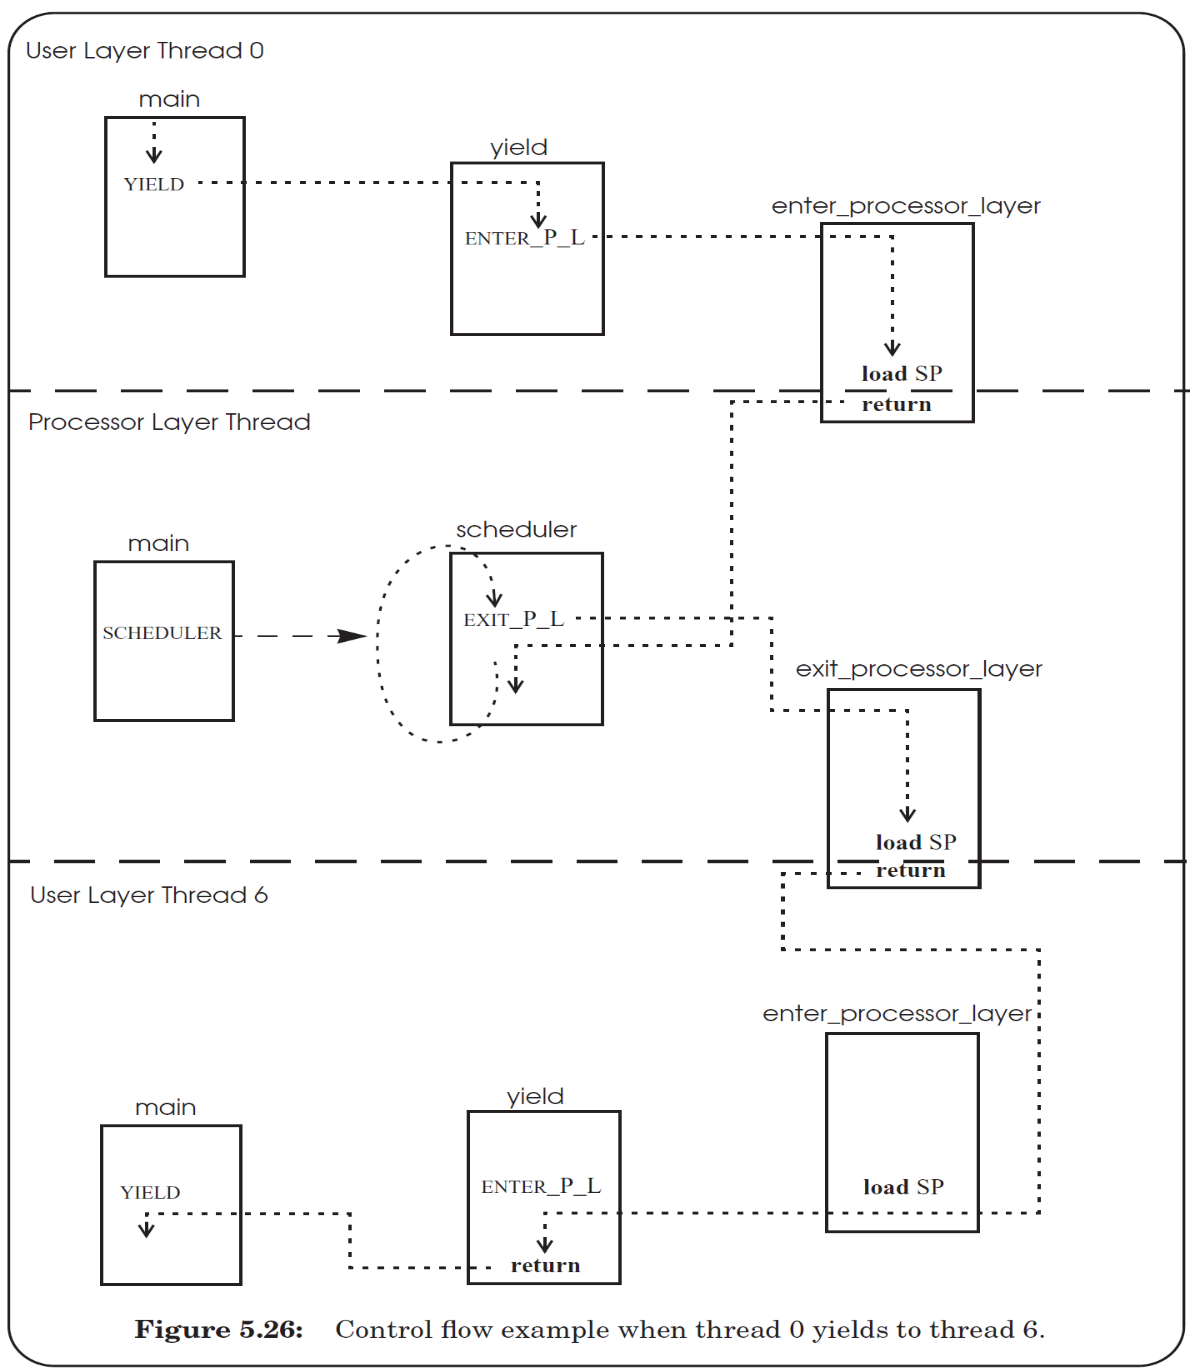 User Layer Thread 0
main
YIELD
yield
ENTER_P_L
enter_processor_layer
load SP
return
Processor Layer Thread
main
SCHEDULER
scheduler
EXIT_P_L
exit_processor_layer
load SP
return
User Layer Thread 6
enter_processor_layer
load SP
yield
ENTER_P_L
return
main
YIELD
Figure 5.26: Control flow example when thread 0 yields to thread 6.